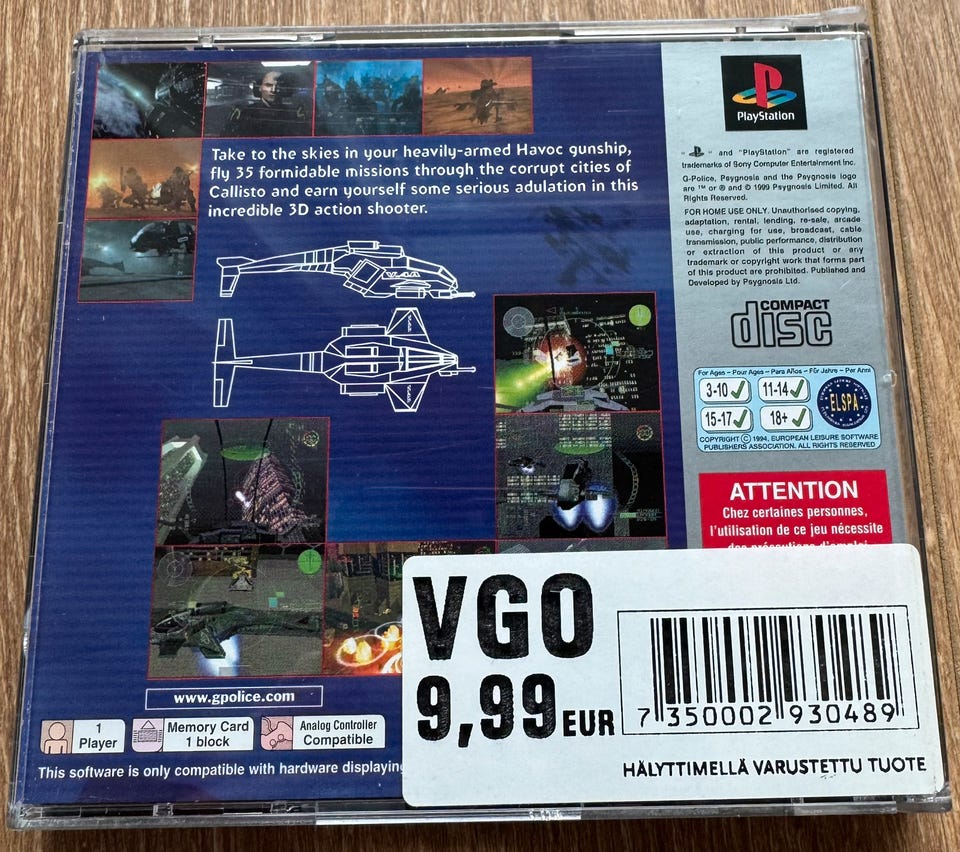 Take to the skies in your heavily-armed Havoc gunship,
fly 35 formidable missions through the corrupt cities of
Callisto and earn yourself some serious adulation in this
incredible 3D action shooter.
www.gpolice.com
1
Player
Memory Card
1 block
Analog Controller
Compatible
This software is only compatible with hardware displaying
PlayStation
" " and "PlayStation" are registered
trademarks of Sony Computer Entertainment Inc.
G-Police, Psygnosis and the Psygnosis logo
are ™ or ® and © 1999 Psygnosis Limited. All
Rights Reserved.
FOR HOME USE ONLY. Unauthorised copying,
adaptation, rental, lending, re-sale, arcade
use, charging for use, broadcast, cable
transmission, public performance, distribution
or extraction of this product or any
trademark or copyright work that forms part
of this product are prohibited. Published and
Developed by Psygnosis Ltd.
COMPACT
disc
For Ages – Pour Ages – Para Años – Für Jahre – Per Anni
3-10 11-14
15-17 18+
ELSPA
COPYRIGHT © 1994, EUROPEAN LEISURE SOFTWARE
PUBLISHERS ASSOCIATION. ALL RIGHTS RESERVED
ATTENTION
Chez certaines personnes,
l'utilisation de ce jeu nécessite
des précautions d'emploi
VGO
9,99 EUR
7 350002 930489
HÄLYTTIMELLÄ VARUSTETTU TUOTE